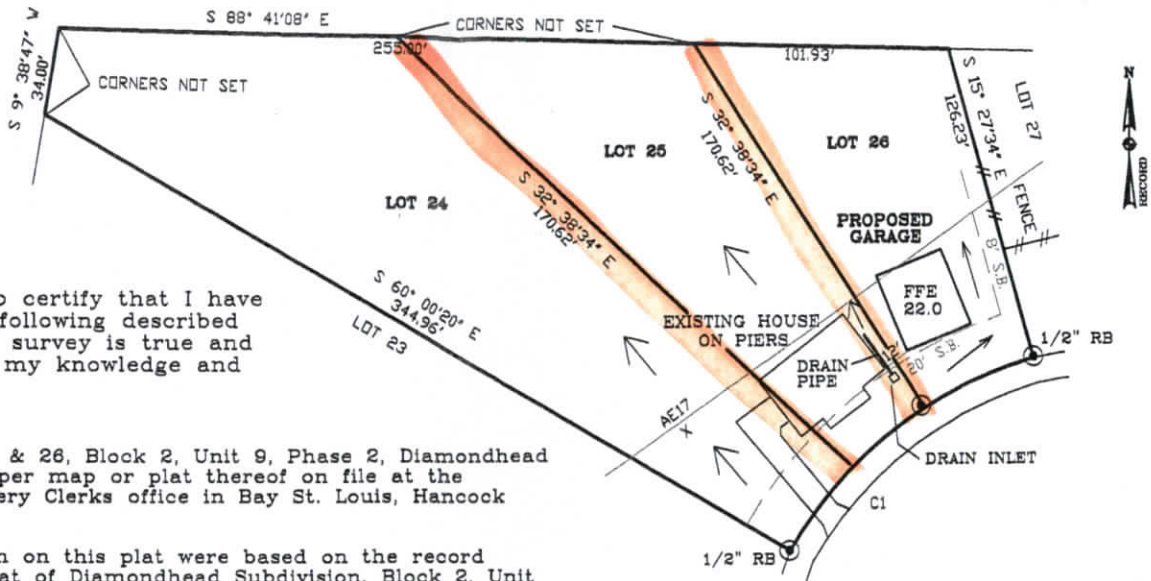 S 88° 41'08" E
CORNERS NOT SET
255.00'
101.93'
S 9° 38'47" W
34.00'
CORNERS NOT SET
S 15° 27'34" E
126.23'
LOT 27
N
RECORD
LOT 25
LOT 26
S 32° 38'34" E
170.62'
LOT 24
S 32° 38'34" E
170.62'
PROPOSED
GARAGE
FENCE
8' S.B.
FFE
22.0
S 60° 00'20" E
344.96'
LOT 23
EXISTING HOUSE
ON PIERS
DRAIN
PIPE
20' S.B.
1/2" RB
AE17
X
DRAIN INLET
C1
1/2" RB
o certify that I have
following described
survey is true and
my knowledge and
& 26, Block 2, Unit 9, Phase 2, Diamondhead
per map or plat thereof on file at the
ery Clerks office in Bay St. Louis, Hancock
n on this plat were based on the record
at of Diamondhead Subdivision, Block 2, Unit